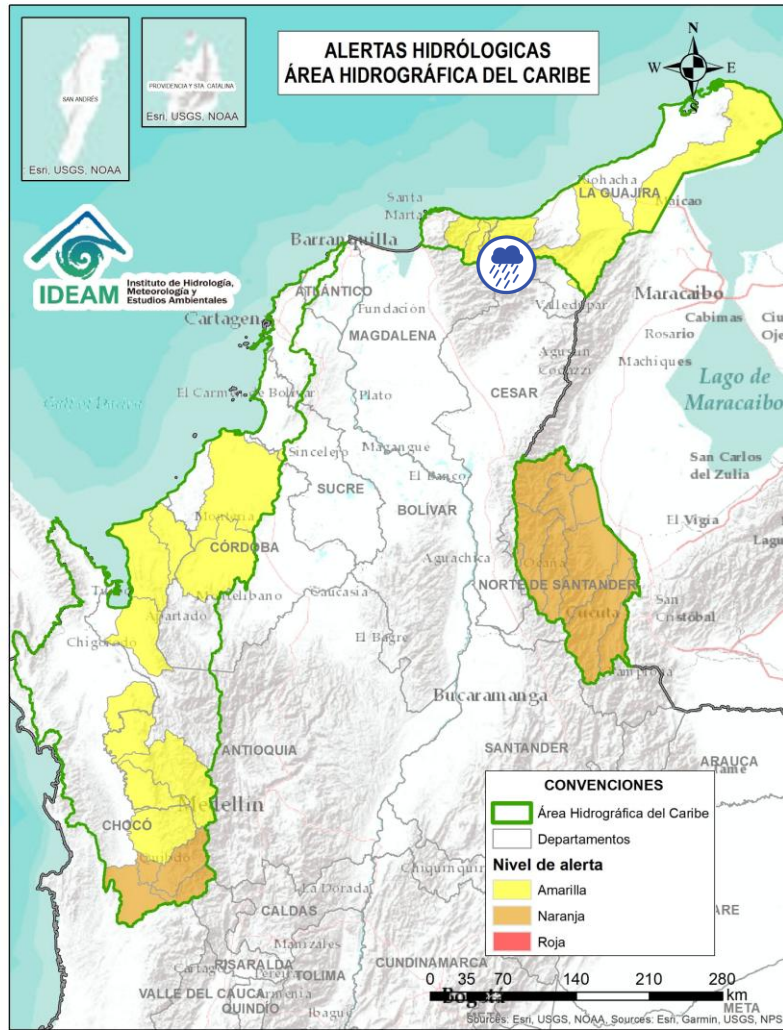 ALERTAS HIDRÓLOGICAS
ÁREA HIDROGRÁFICA DEL CARIBE
N
W
E
S
SAN ANDRÉS
PROVIDENCIA Y STA. CATALINA
Esri, USGS, NOAA
: Esri, USGS, NOAA
IDEAM
Instituto de Hidrología,
Meteorología y
Estudios Ambientales
Riohacha
LA GUAJIRA
Maicao
Santa
Marta
Barranquilla
ATLÁNTICO
Cartagena
Fundación
MAGDALENA
Valledupar
Maracaibo
Cabimas
Rosario
Machiques
Agustín
Codazzi
CESAR
Lago de
Maracaibo
El Carmen de Bolívar
Plato
Sincelejo
Magangue
El Banco
SUCRE
BOLÍVAR
San Carlos
del Zulia
El Vigía
Montería
CÓRDOBA
Aguachica
Ocaña
NORTE DE SANTANDER
Cúcuta
San
Cristóbal
Montelíbano
Caucasia
Apartado
El Bagre
Pamplona
Bucaramanga
SANTANDER
ARAUCA
ANTIOQUIA
Medellín
CHOCÓ
Quibdó
La Dorada
CALDAS
Manizales
RISARALDA
Pereira
TOLIMA
CUNDINAMARCA
VALLE DEL CAUCA
QUINDÍO
Ibagué
Bogotá
META
META
CONVENCIONES
Área Hidrográfica del Caribe
Departamentos
Nivel de alerta
Amarilla
Naranja
Roja
0 35 70 140 210 280
km
Sources: Esri, USGS, NOAA, Sources: Esri, Garmin, USGS, NPS